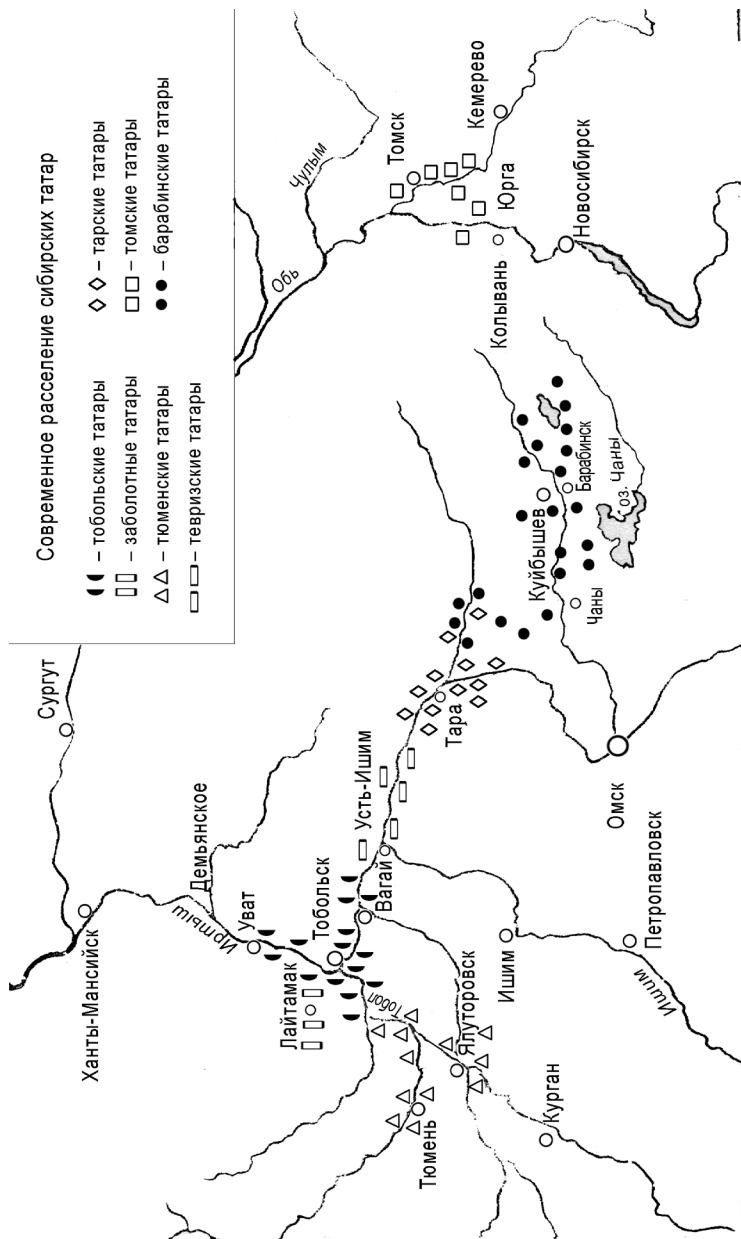 Современное расселение сибирских татар
– тобольские татары
– заболотные татары
– тюменские татары
– тевризские татары
– тарские татары
– томские татары
– барабинские татары
Ханты-Мансийск
Сургут
Демьянское
Иртыш
Уват
Лайтамак
Тобольск
Тобол
Вагай
Усть-Ишим
Тюмень
Ялуторовск
Ишим
Курган
Петропавловск
Ишим
Тара
Омск
Куйбышев
Чаны
Барабинск
оз. Чаны
Обь
Чулым
Томск
Кемерово
Юрга
Колывань
Новосибирск